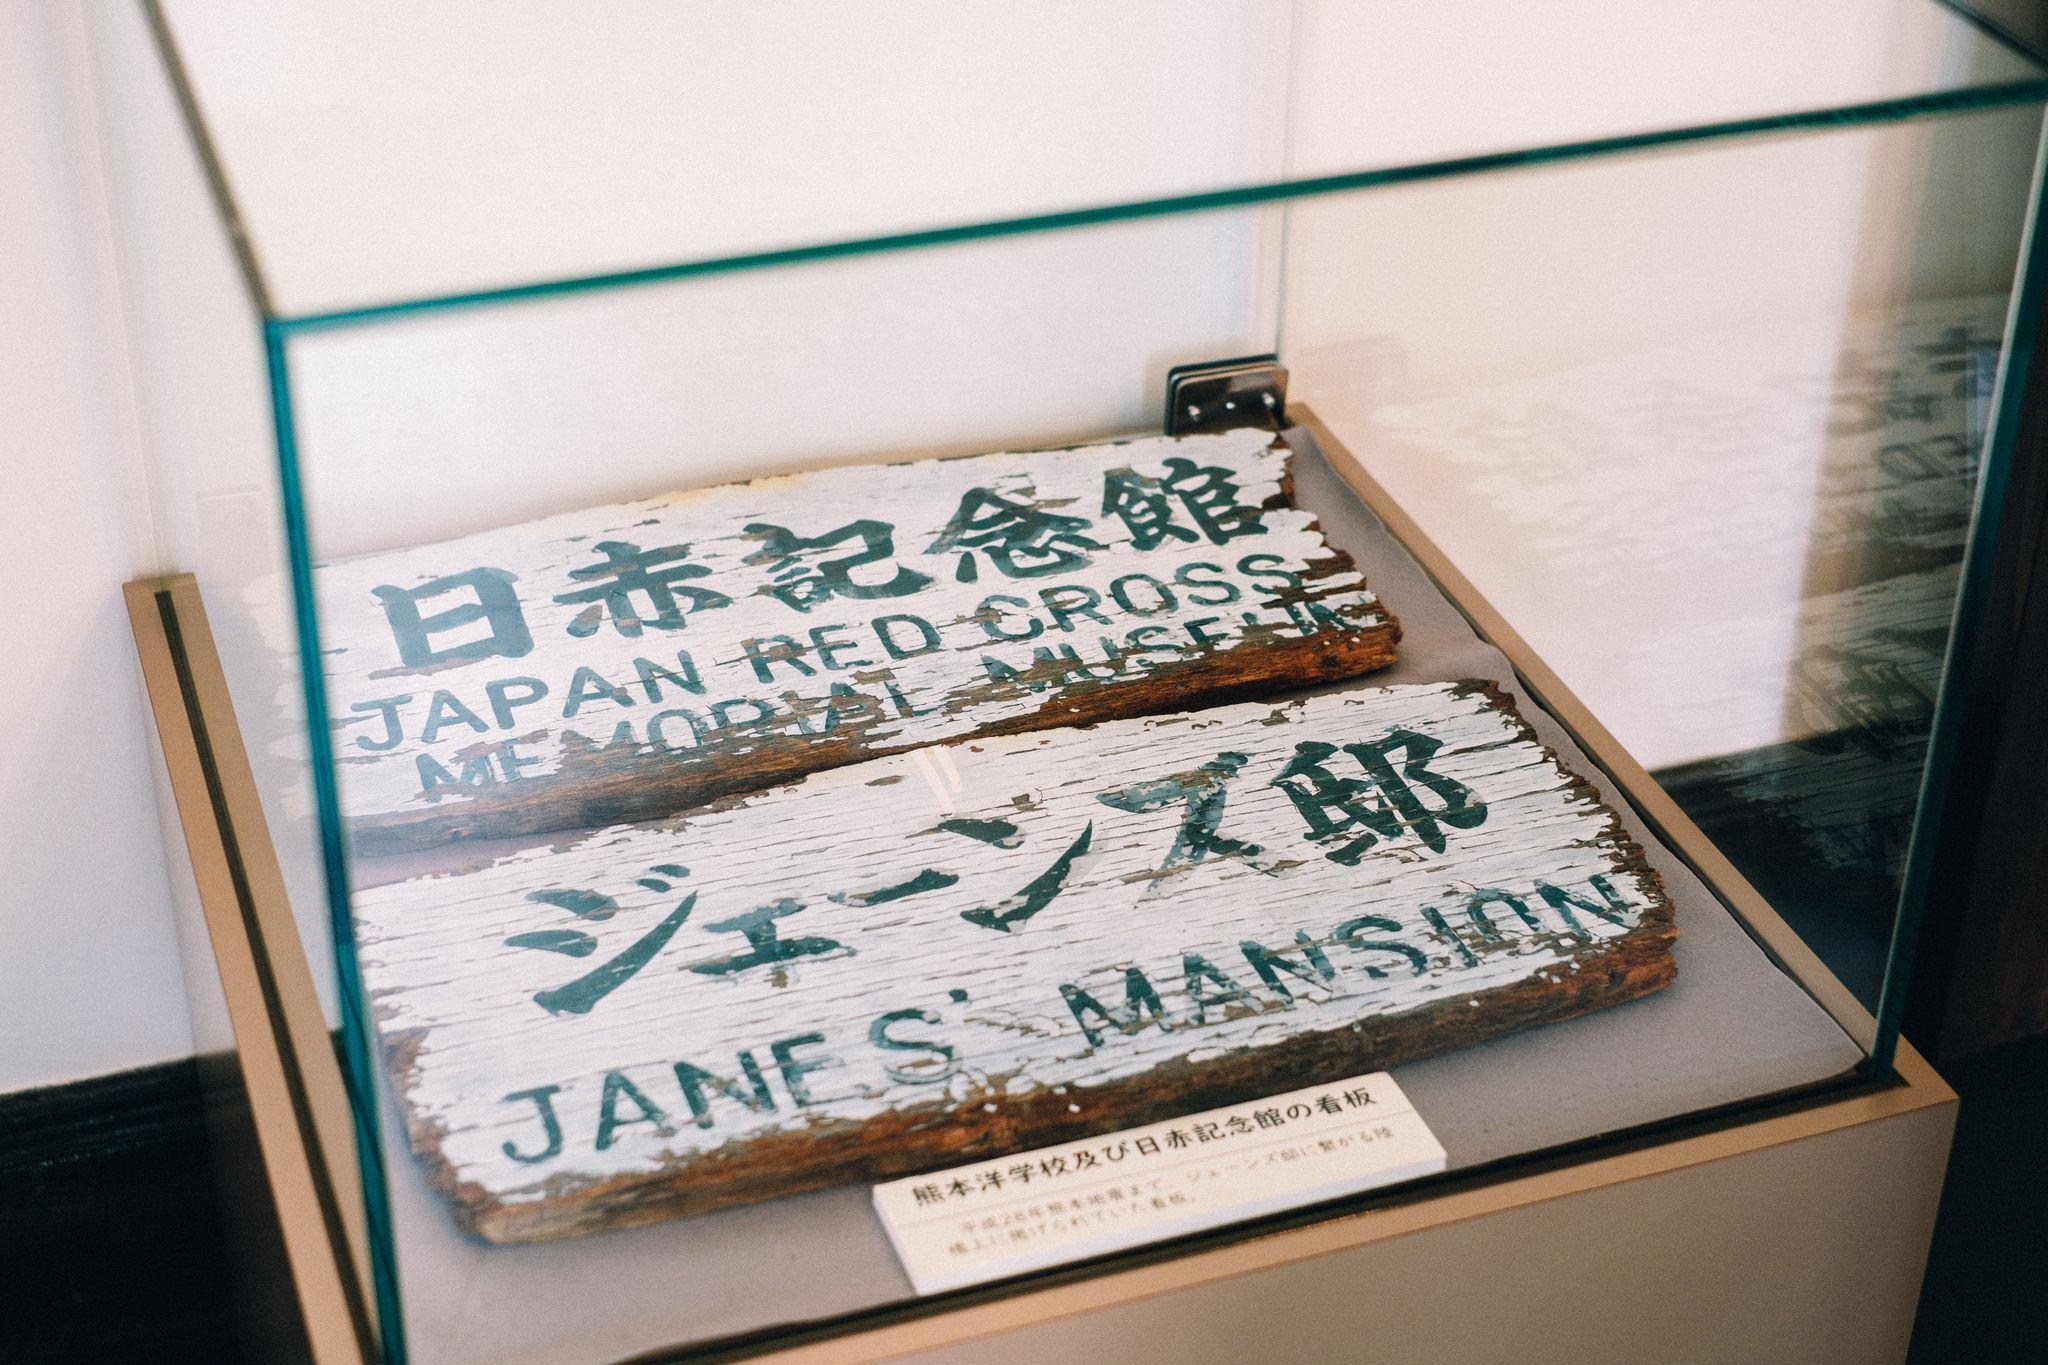 日赤記念館
JAPAN RED CROSS
MEMORIAL MUSEUM
ジェーンズ邸
JANES' MANSION
熊本洋学校及び日赤記念館の看板
平成28年熊本地震まで、ジェーンズ邸に繋がる陸
橋上に掲げられていた看板。